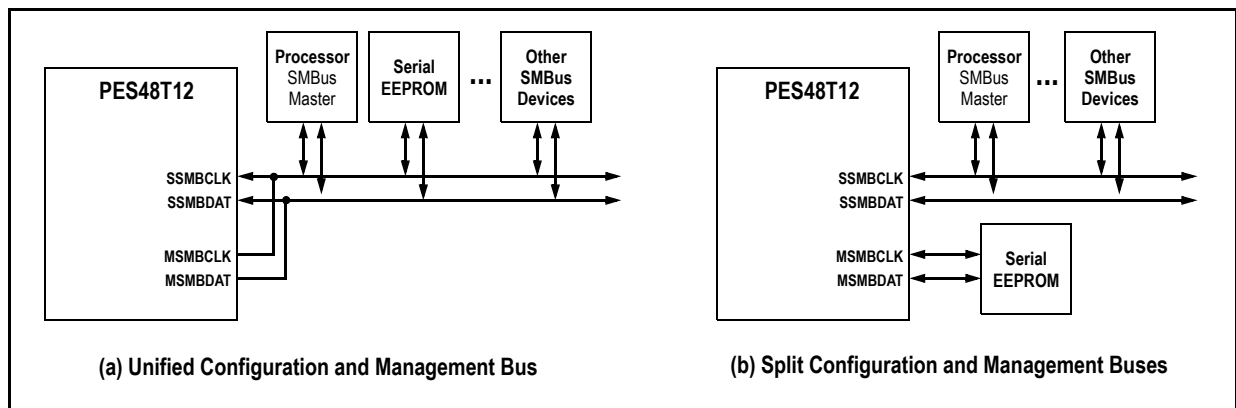 PES48T12
Processor
SMBus
Master
Serial
EEPROM
...
Other
SMBus
Devices
SSMBCLK
SSMBDAT
MSMBCLK
MSMBDAT
(a) Unified Configuration and Management Bus
PES48T12
Processor
SMBus
Master
...
Other
SMBus
Devices
SSMBCLK
SSMBDAT
MSMBCLK
MSMBDAT
Serial
EEPROM
(b) Split Configuration and Management Buses